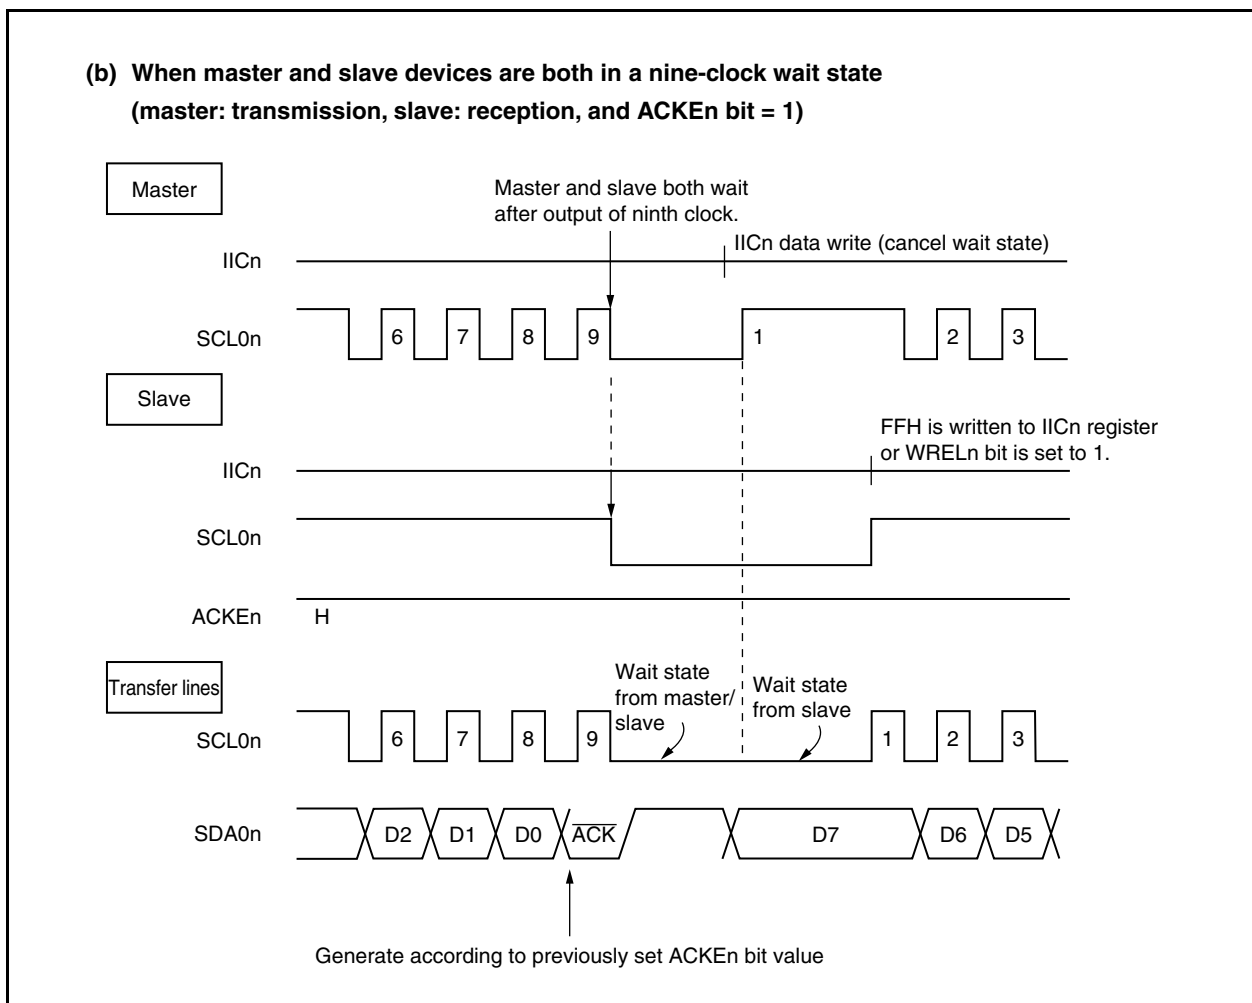 (b) When master and slave devices are both in a nine-clock wait state
(master: transmission, slave: reception, and ACKEn bit = 1)
Master
Master and slave both wait
after output of ninth clock.
IICn data write (cancel wait state)
IICn
SCL0n
6 7 8 9 1 2 3
Slave
FFH is written to IICn register
or WRELn bit is set to 1.
IICn
SCL0n
ACKEn
H
Transfer lines
Wait state
from master/
slave
Wait state
from slave
SCL0n
6 7 8 9 1 2 3
SDA0n
D2 D1 D0 ACK D7 D6 D5
Generate according to previously set ACKEn bit value